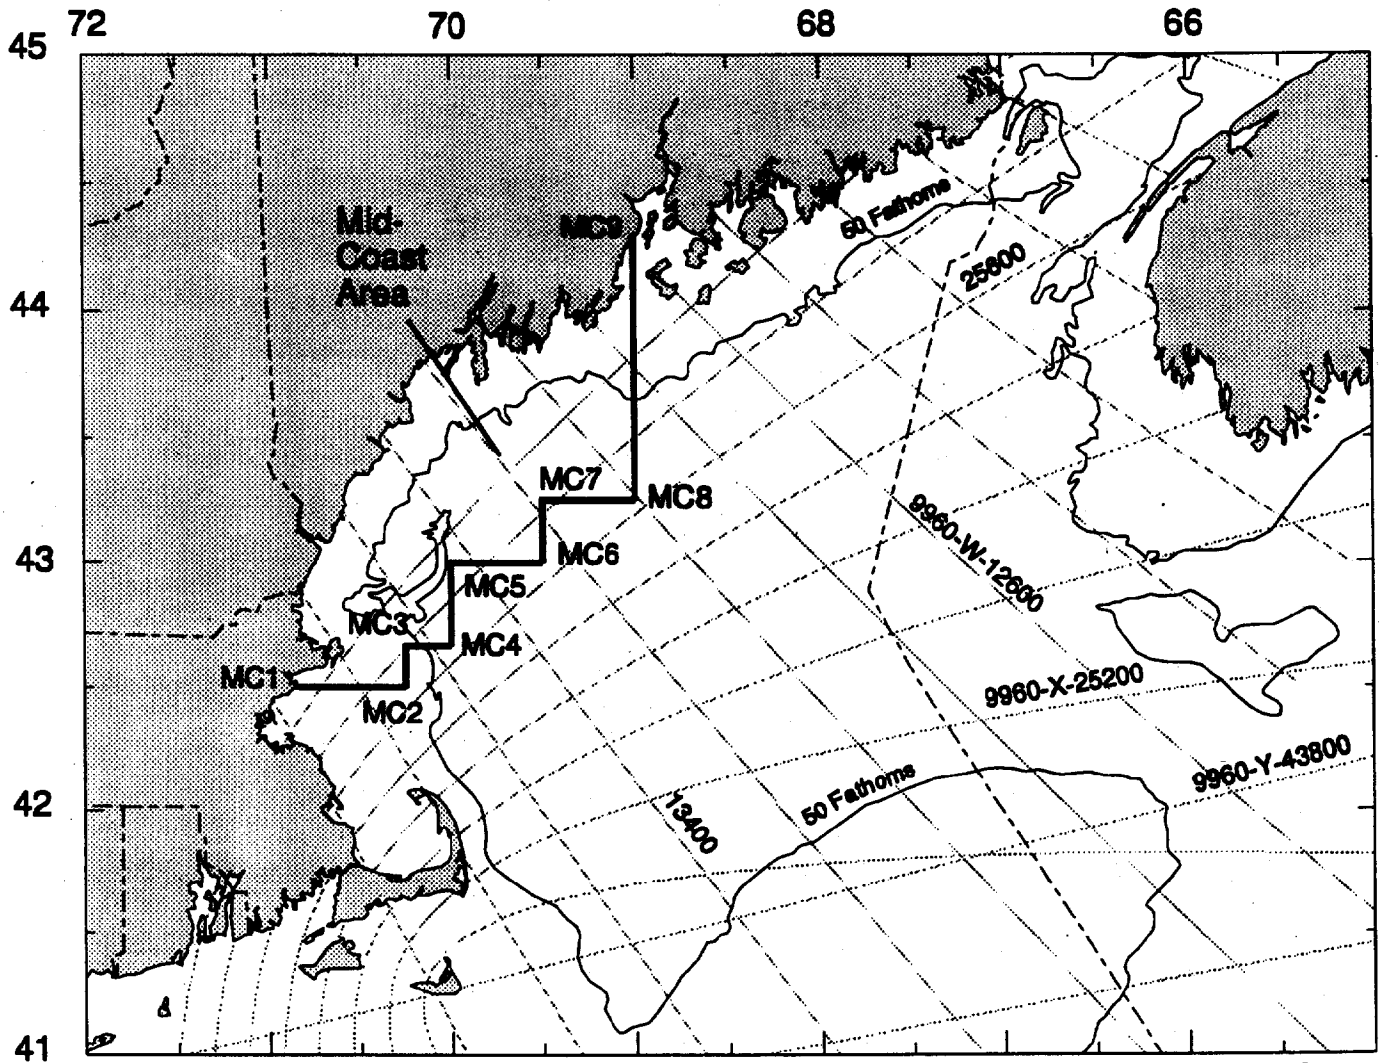 72 70 68 66
45
MC9
Mid-
Coast
Area
50 Fathoms
25600
44
MC7
MC8
9960-W-12600
43
MC6
MC5
MC3
MC4
MC1
MC2
9960-X-25200
9960-Y-43800
50 Fathoms
13400
42
41